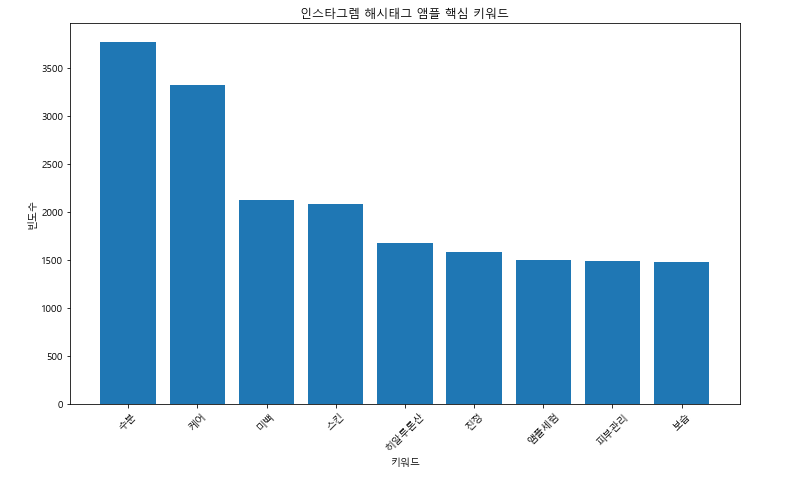 인스타그램 해시태그 앰플 핵심 키워드
빈도수
3500
3000
2500
2000
1500
1000
500
0
수분
케어
미백
스킨
히알루론산
진정
앰플세럼
피부관리
보습
키워드